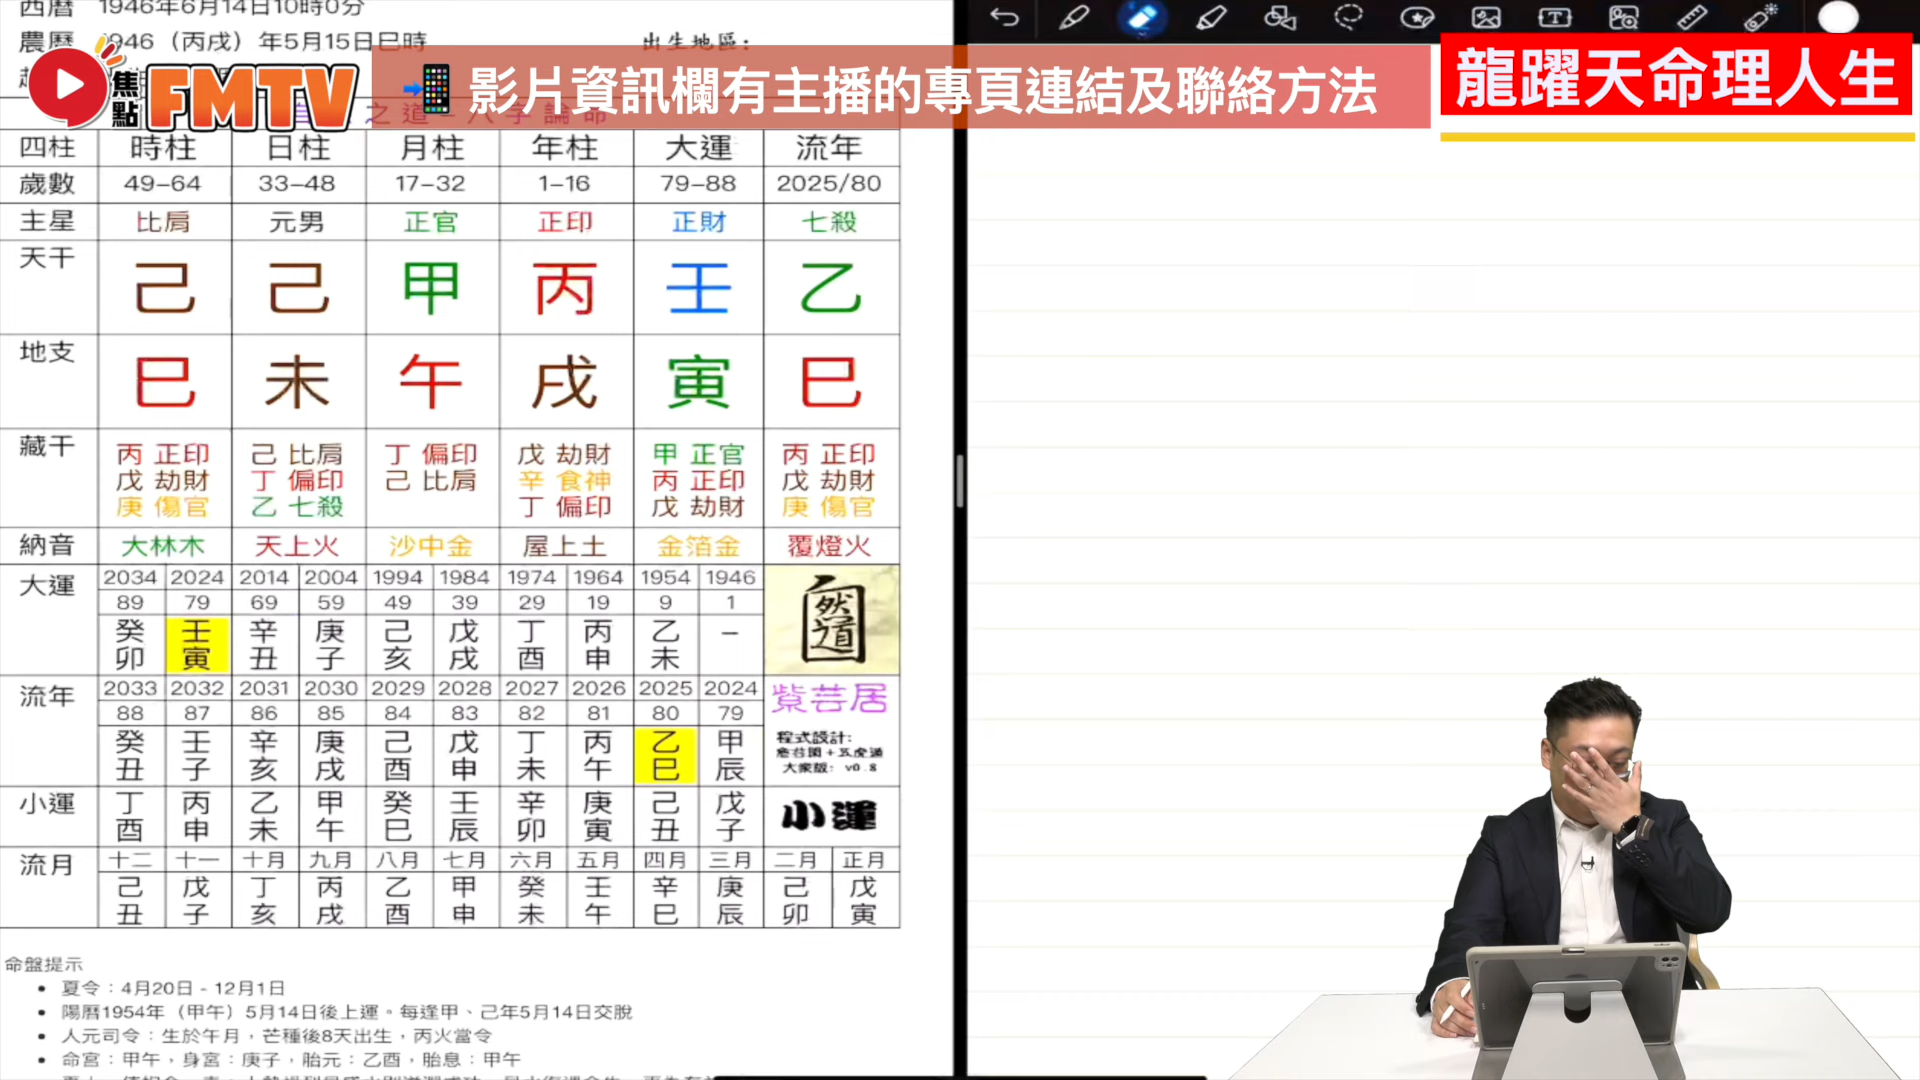 西曆 1946年6月14日10時0分
農曆 1946（丙戌）年5月15日巳時 出生地區：
焦點 FMTV
📲 影片資訊欄有主播的專頁連結及聯絡方法
龍躍天命理人生
之道-八字論命
四柱 時柱 日柱 月柱 年柱 大運 流年
歲數 49-64 33-48 17-32 1-16 79-88 2025/80
主星 比肩 元男 正官 正印 正財 七殺
天干 己 己 甲 丙 壬 乙
地支 巳 未 午 戌 寅 巳
藏干 丙 正印 己 比肩 丁 偏印 戊 劫財 甲 正官 丙 正印
戊 劫財 丁 偏印 己 比肩 辛 食神 丙 正印 戊 劫財
庚 傷官 乙 七殺 丁 偏印 戊 劫財 庚 傷官
納音 大林木 天上火 沙中金 屋上土 金箔金 覆燈火
大運 2034 2024 2014 2004 1994 1984 1974 1964 1954 1946
89 79 69 59 49 39 29 19 9 1
癸 壬 辛 庚 己 戊 丁 丙 乙 –
卯 寅 丑 子 亥 戌 酉 申 未
然道
流年 2033 2032 2031 2030 2029 2028 2027 2026 2025 2024 紫芸居
88 87 86 85 84 83 82 81 80 79
癸 壬 辛 庚 己 戊 丁 丙 乙 甲 程式設計：
丑 子 亥 戌 酉 申 未 午 巳 辰
大衆版： v0.8
小運 丁 丙 乙 甲 癸 壬 辛 庚 己 戊 小運
酉 申 未 午 巳 辰 卯 寅 丑 子
流月 十二 十一 十月 九月 八月 七月 六月 五月 四月 三月 二月 正月
己 戊 丁 丙 乙 甲 癸 壬 辛 庚 己 戊
丑 子 亥 戌 酉 申 未 午 巳 辰 卯 寅
命盤提示
• 夏令：4月20日 - 12月1日
• 陽曆1954年（甲午）5月14日後上運。每逢甲、己年5月14日交脫
• 人元司令：生於午月，芒種後8天出生，丙火當令
• 命宮：甲午，身宮：庚子，胎元：乙酉，胎息：甲午